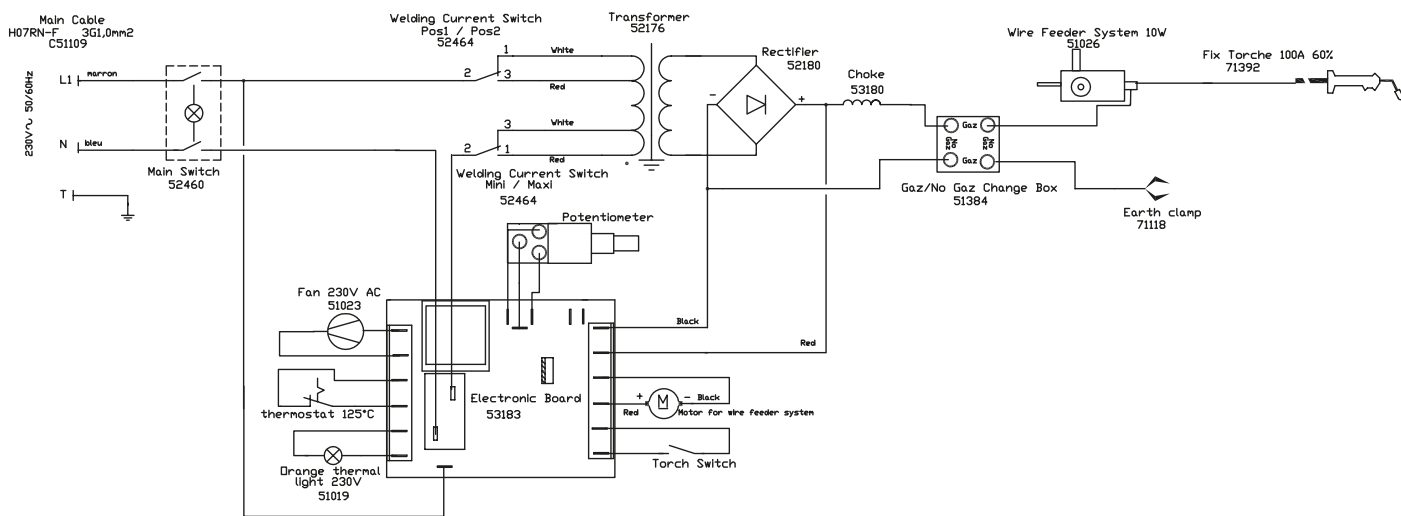 Main Cable
H07RN-F 3G1,0mm2
C51109
230V~ 50/60Hz
L1
marron
N
bleu
T
Main Switch
52460
Welding Current Switch
Pos1 / Pos2
52464
1
2
3
White
Red
3
2
1
White
Red
Welding Current Switch
Mini / Maxi
52464
Transformer
52176
Rectifier
52180
-
+
Choke
53180
Wire Feeder System 10W
51026
Fix Torche 100A 60%
71392
Gaz
No Gaz
No Gaz
Gaz
Gaz/No Gaz Change Box
51384
Earth clamp
71118
Potentiometer
Fan 230V AC
51023
thermostat 125°C
Orange thermal
light 230V
51019
Electronic Board
53183
Black
Red
+
M
-
Black
Red
Motor for wire feeder system
Torch Switch